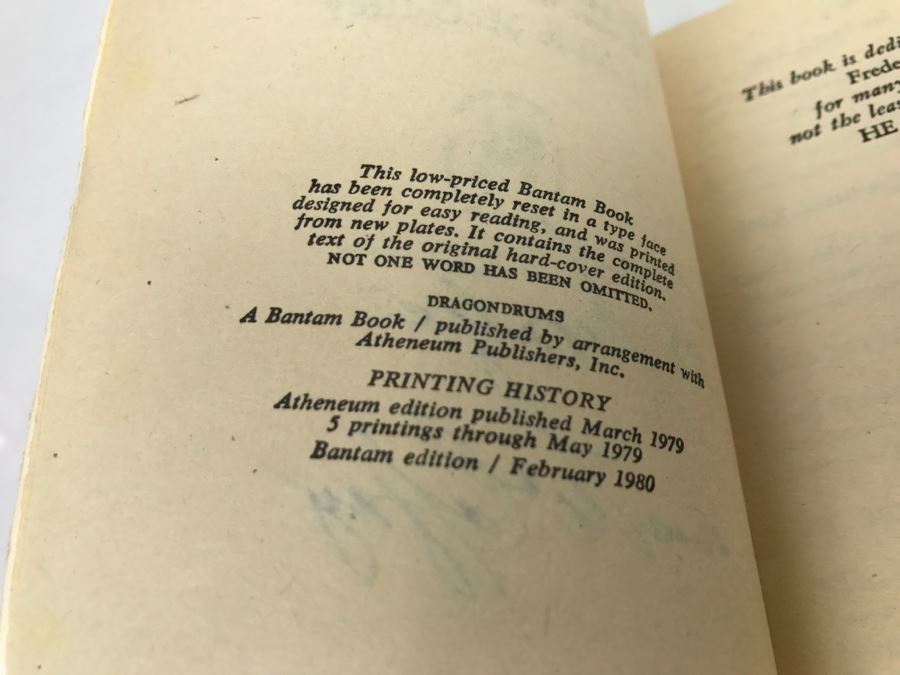 This low-priced Bantam Book
has been completely reset in a type face
designed for easy reading, and was printed
from new plates. It contains the complete
text of the original hard-cover edition.
NOT ONE WORD HAS BEEN OMITTED.
DRAGONDRUMS
A Bantam Book / published by arrangement with
Atheneum Publishers, Inc.
PRINTING HISTORY
Atheneum edition published March 1979
5 printings through May 1979
Bantam edition / February 1980
This book is dedi
Frede
for many
not the leas
HE